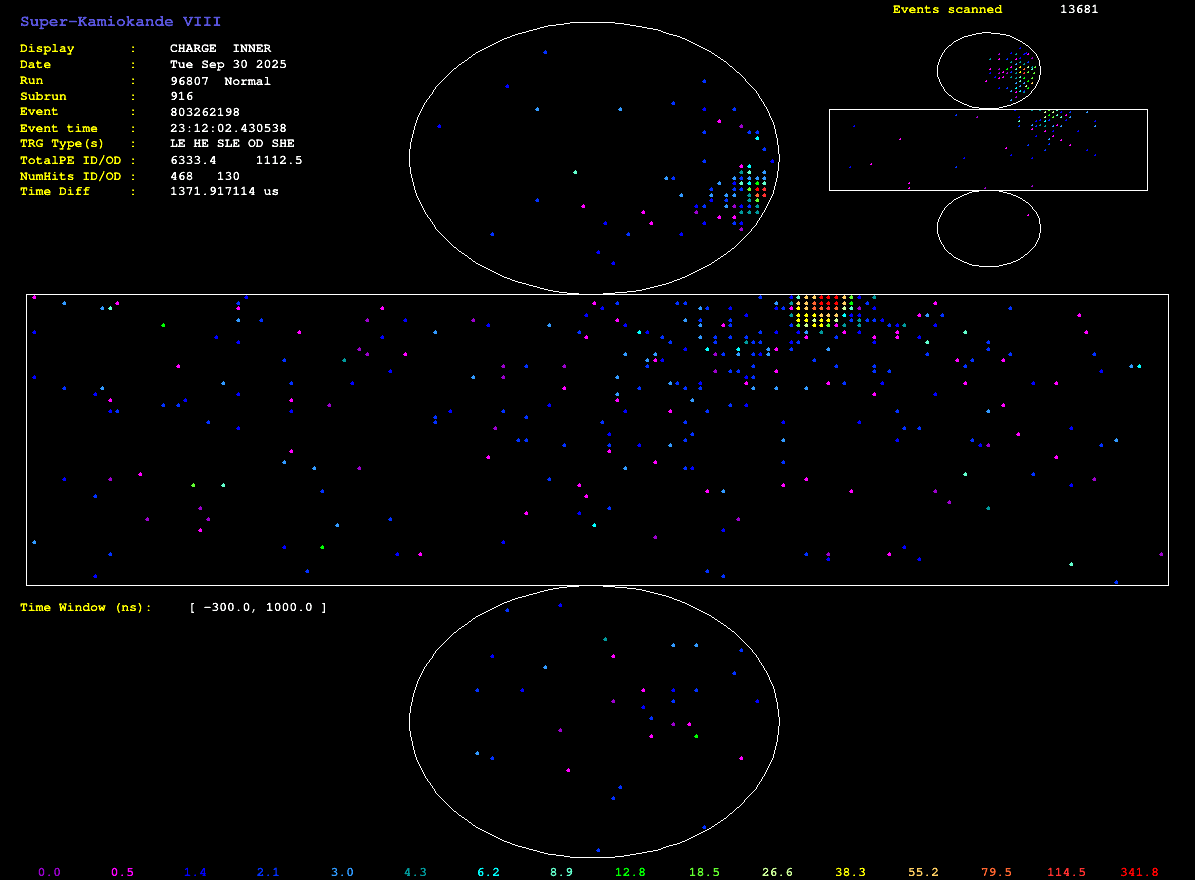 Super-Kamiokande VIII
Events scanned 13681
Display : CHARGE INNER
Date : Tue Sep 30 2025
Run : 96807 Normal
Subrun : 916
Event : 803262198
Event time : 23:12:02.430538
TRG Type(s) : LE HE SLE OD SHE
TotalPE ID/OD : 6333.4 1112.5
NumHits ID/OD : 468 130
Time Diff : 1371.917114 us
Time Window (ns): [ -300.0, 1000.0 ]
0.0 0.5 1.4 2.1 3.0 4.3 6.2 8.9 12.8 18.5 26.6 38.3 55.2 79.5 114.5 341.8